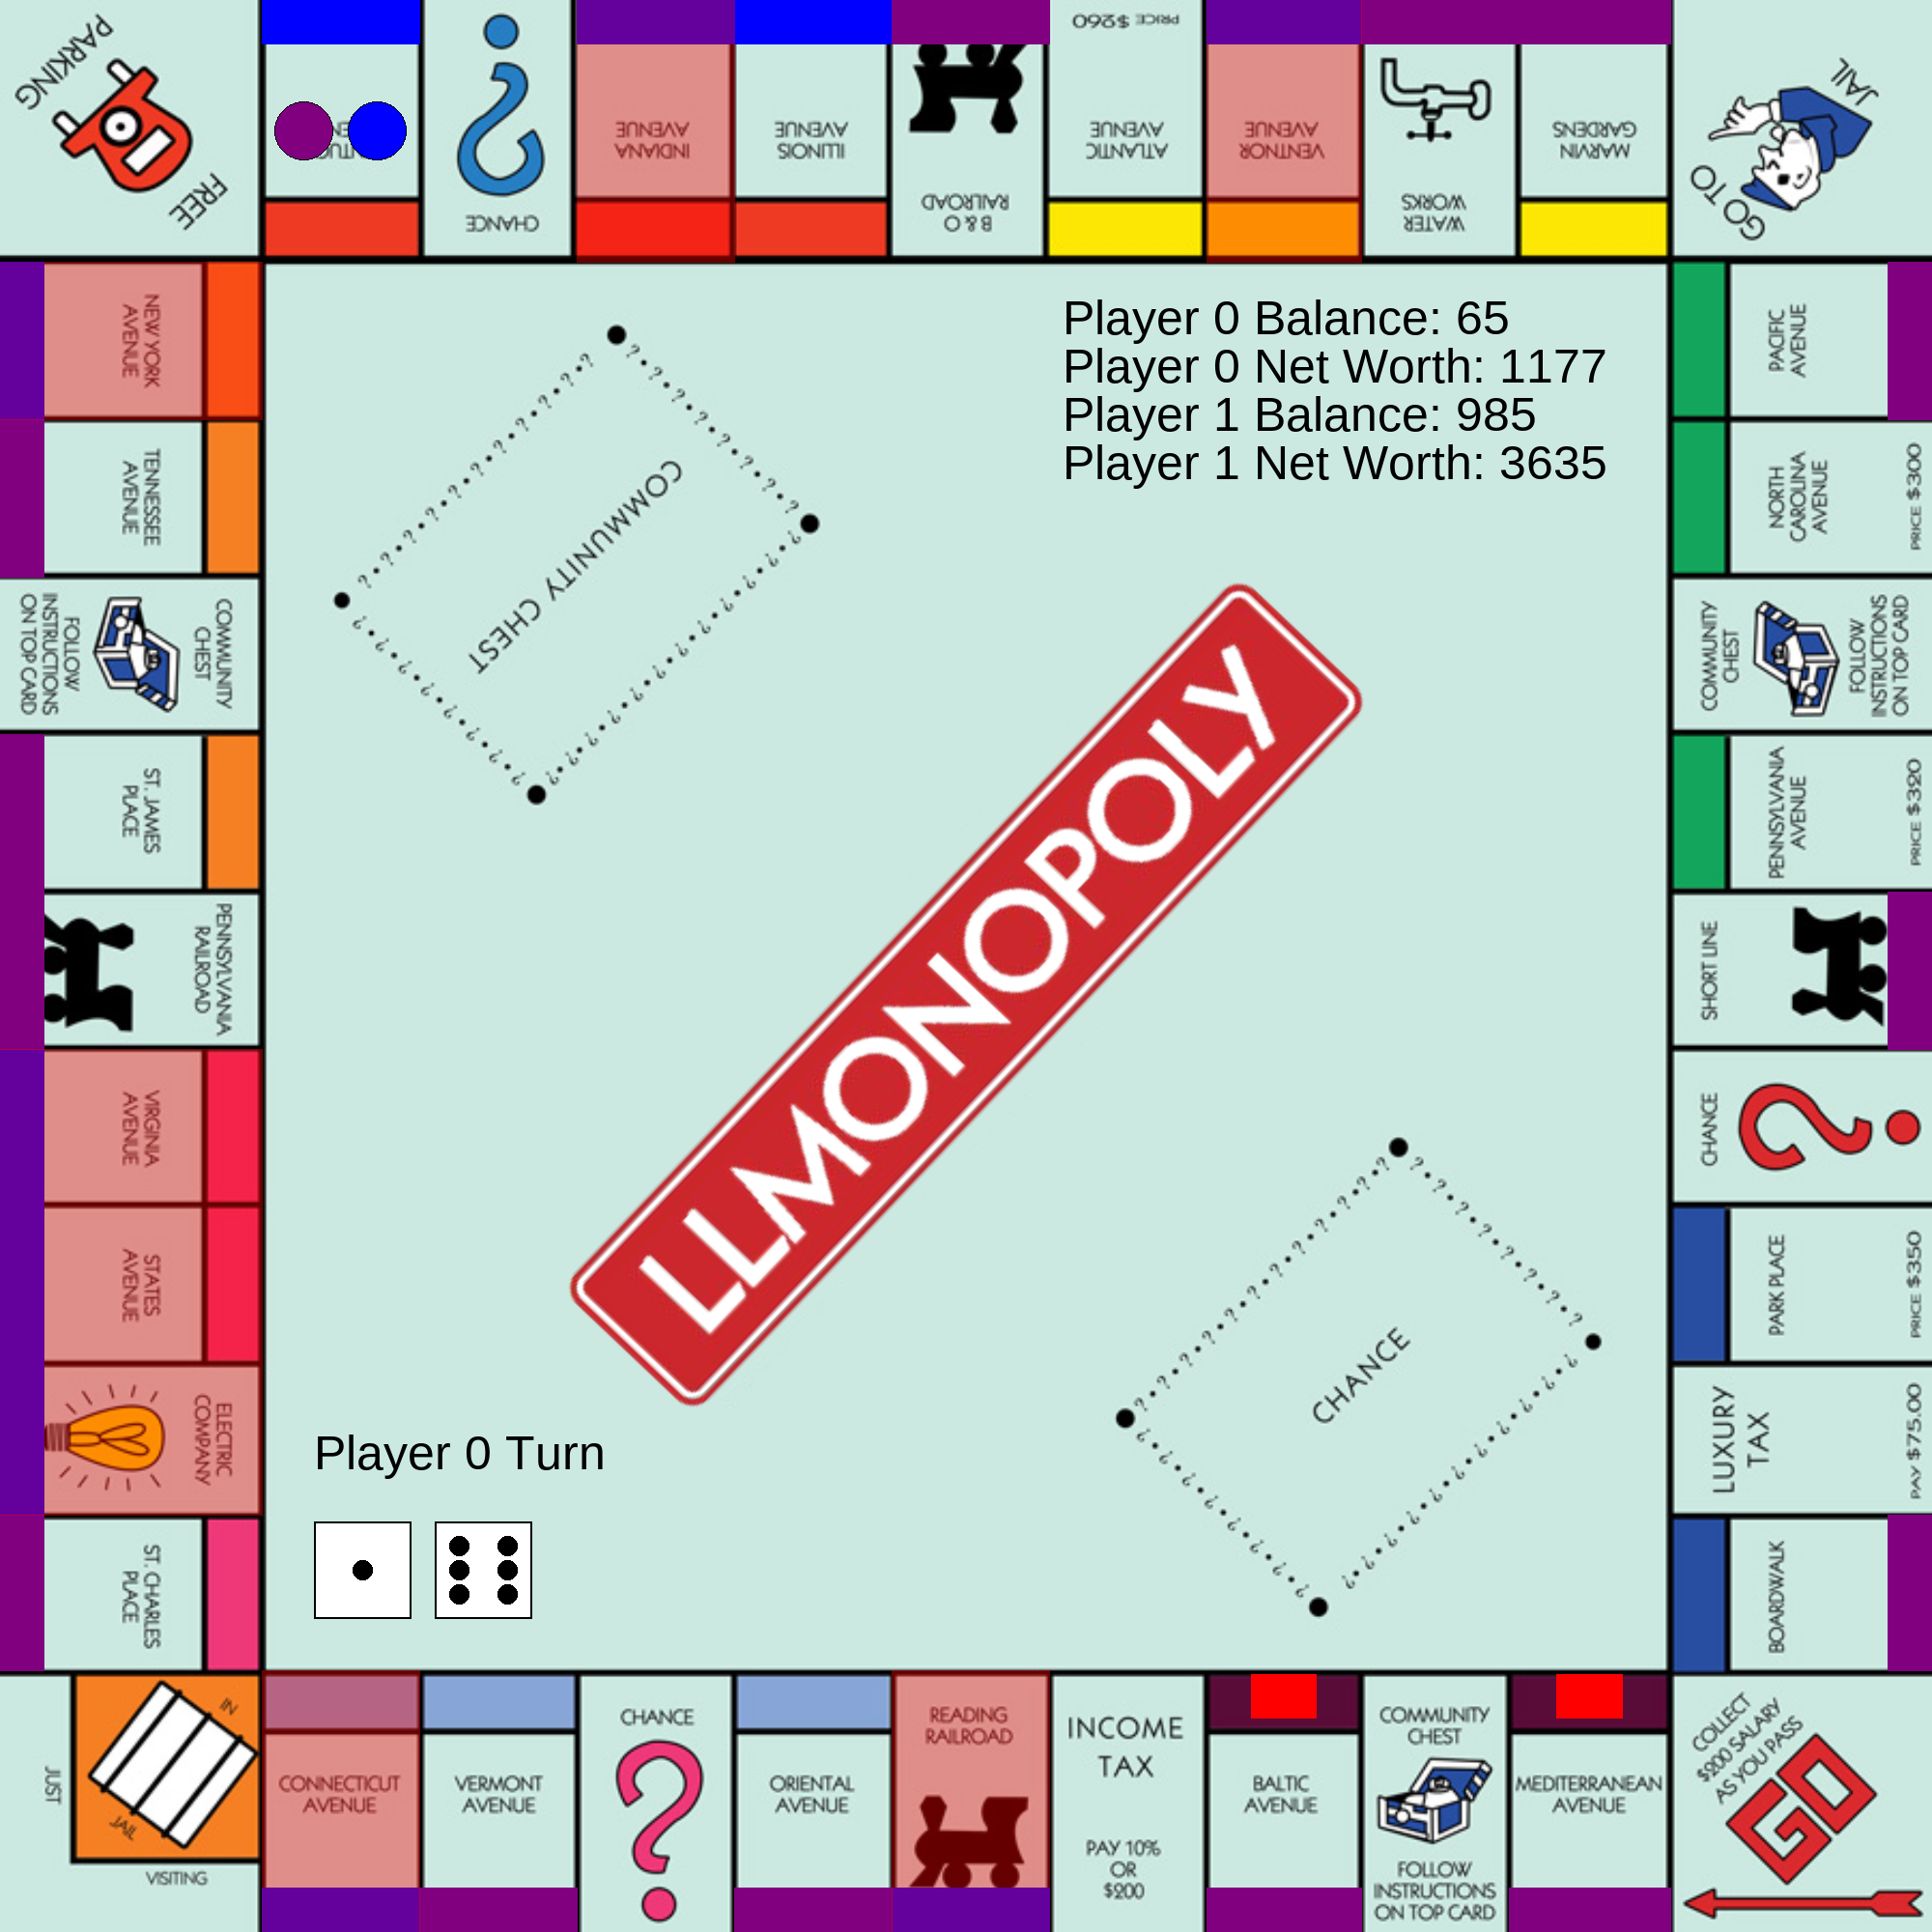 PARKING
FREE
CHANCE
INDIANA
AVENUE
ILLINOIS
AVENUE
B & O
RAILROAD
PRICE $260
ATLANTIC
AVENUE
VENTNOR
AVENUE
WATER
WORKS
MARVIN
GARDENS
GO TO
JAIL
NEW YORK
AVENUE
TENNESSEE
AVENUE
COMMUNITY
CHEST
FOLLOW
INSTRUCTIONS
ON TOP CARD
ST. JAMES
PLACE
PENNSYLVANIA
RAILROAD
VIRGINIA
AVENUE
STATES
AVENUE
ELECTRIC
COMPANY
ST. CHARLES
PLACE
Player 0 Balance: 65
Player 0 Net Worth: 1177
Player 1 Balance: 985
Player 1 Net Worth: 3635
COMMUNITY CHEST
LLMONOPOLY
CHANCE
Player 0 Turn
PACIFIC
AVENUE
NORTH
CAROLINA
AVENUE
PRICE $300
COMMUNITY
CHEST
FOLLOW
INSTRUCTIONS
ON TOP CARD
PENNSYLVANIA
AVENUE
PRICE $320
SHORT LINE
CHANCE
PARK PLACE
PRICE $350
LUXURY
TAX
PAY $75.00
BOARDWALK
JUST
VISITING
IN
JAIL
CONNECTICUT
AVENUE
VERMONT
AVENUE
CHANCE
ORIENTAL
AVENUE
READING
RAILROAD
INCOME
TAX
PAY 10%
OR
$200
BALTIC
AVENUE
COMMUNITY
CHEST
FOLLOW
INSTRUCTIONS
ON TOP CARD
MEDITERRANEAN
AVENUE
COLLECT
$200 SALARY
AS YOU PASS
GO